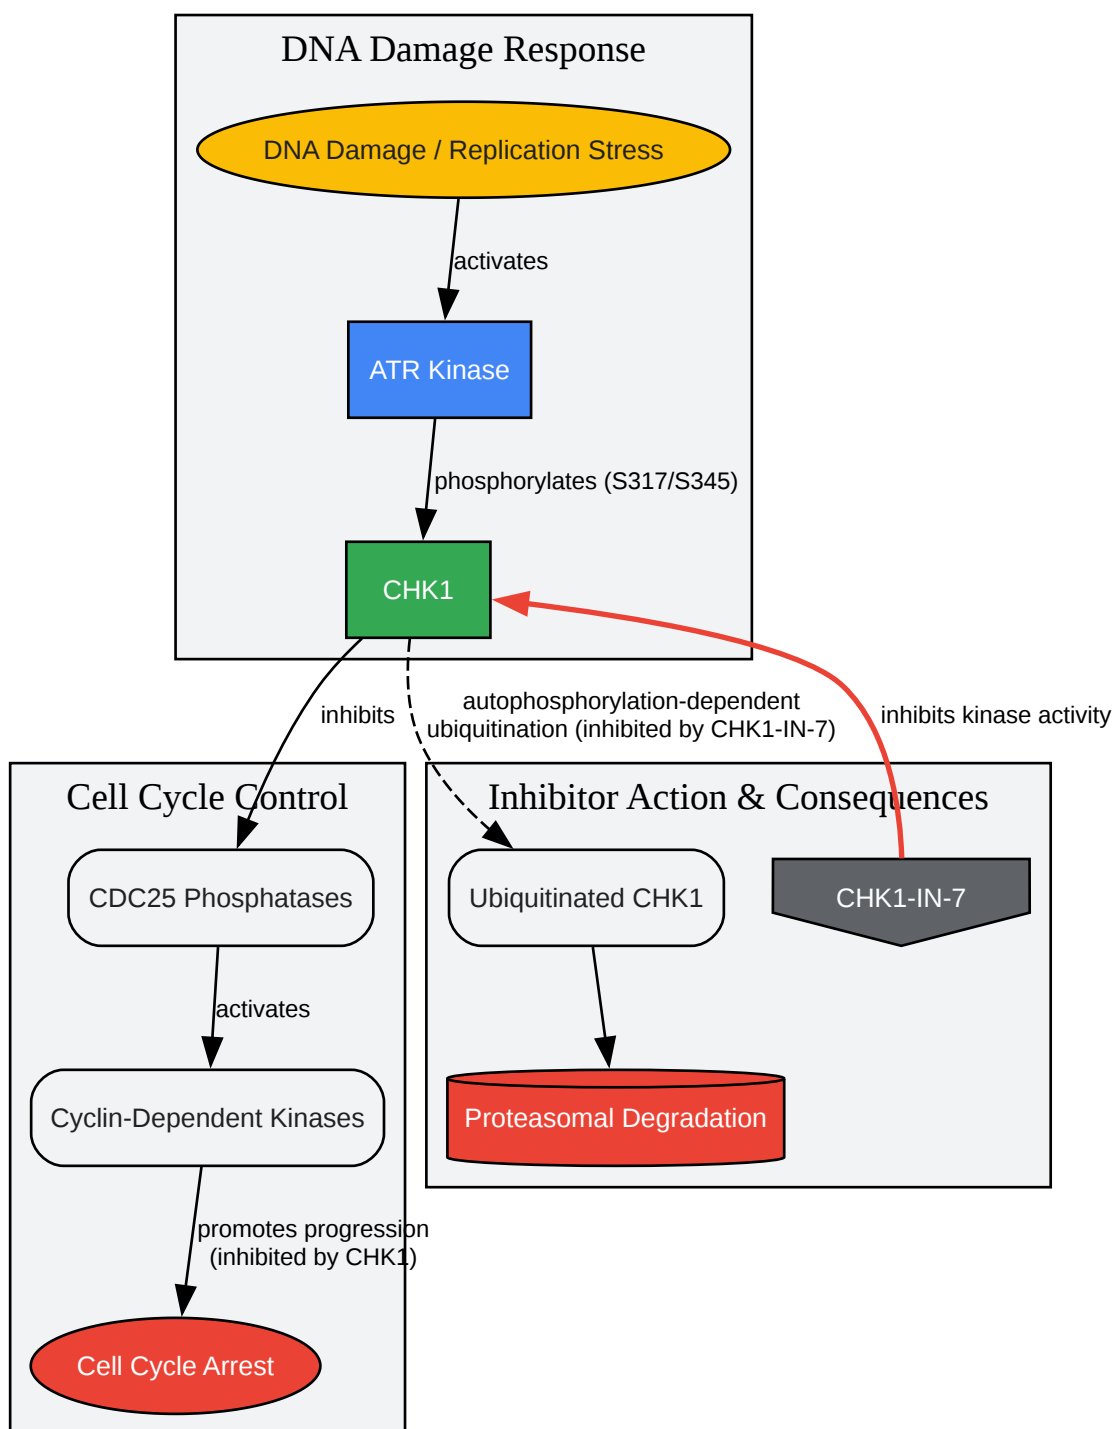 DNA Damage Response
DNA Damage / Replication Stress
activates
ATR Kinase
phosphorylates (S317/S345)
CHK1
inhibits
autophosphorylation-dependent
ubiquitination (inhibited by CHK1-IN-7)
inhibits kinase activity
Cell Cycle Control
CDC25 Phosphatases
activates
Cyclin-Dependent Kinases
promotes progression
(inhibited by CHK1)
Cell Cycle Arrest
Inhibitor Action & Consequences
Ubiquitinated CHK1
CHK1-IN-7
Proteasomal Degradation